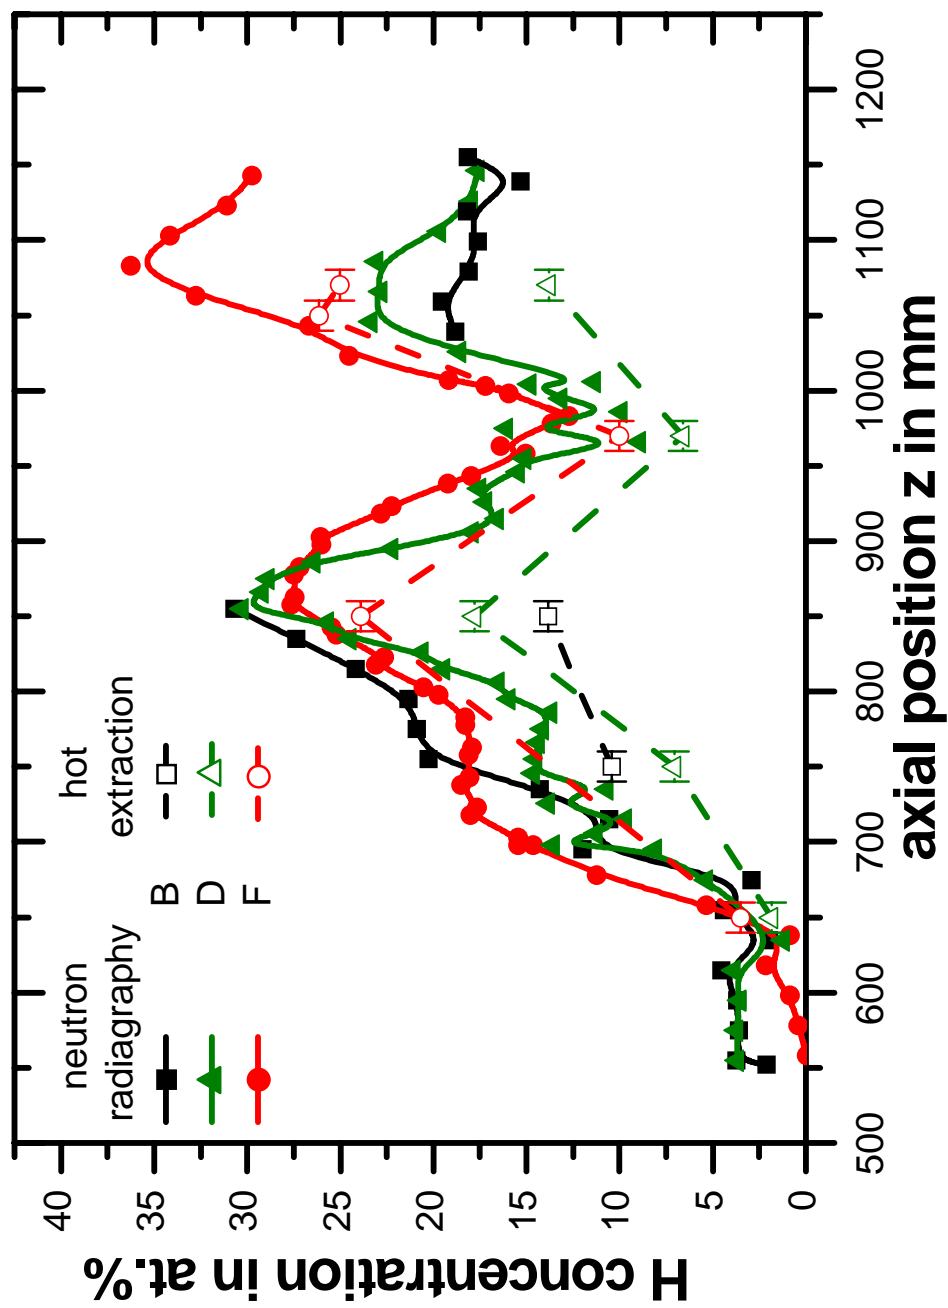 neutron hot
radiagraphy extraction
B
D
F
40
35
30
25
20
15
10
5
0
500 600 700 800 900 1000 1100 1200
H concentration in at.%
axial position z in mm